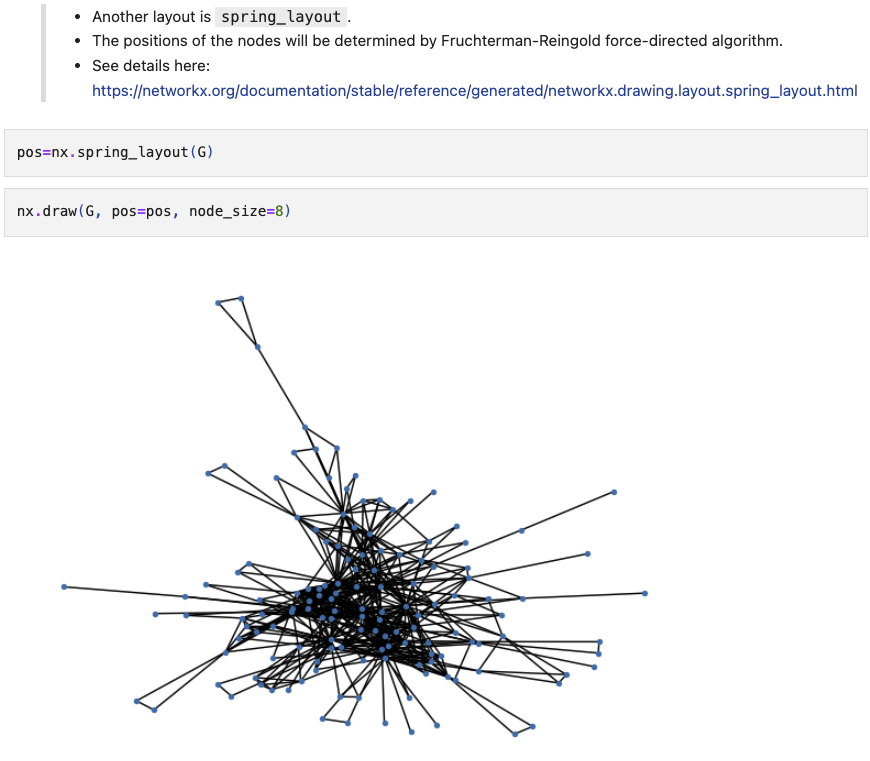 Another layout is spring_layout.
The positions of the nodes will be determined by Fruchterman-Reingold force-directed algorithm.
See details here:
https://networkx.org/documentation/stable/reference/generated/networkx.drawing.layout.spring_layout.html
pos=nx.spring_layout(G)
nx.draw(G, pos=pos, node_size=8)